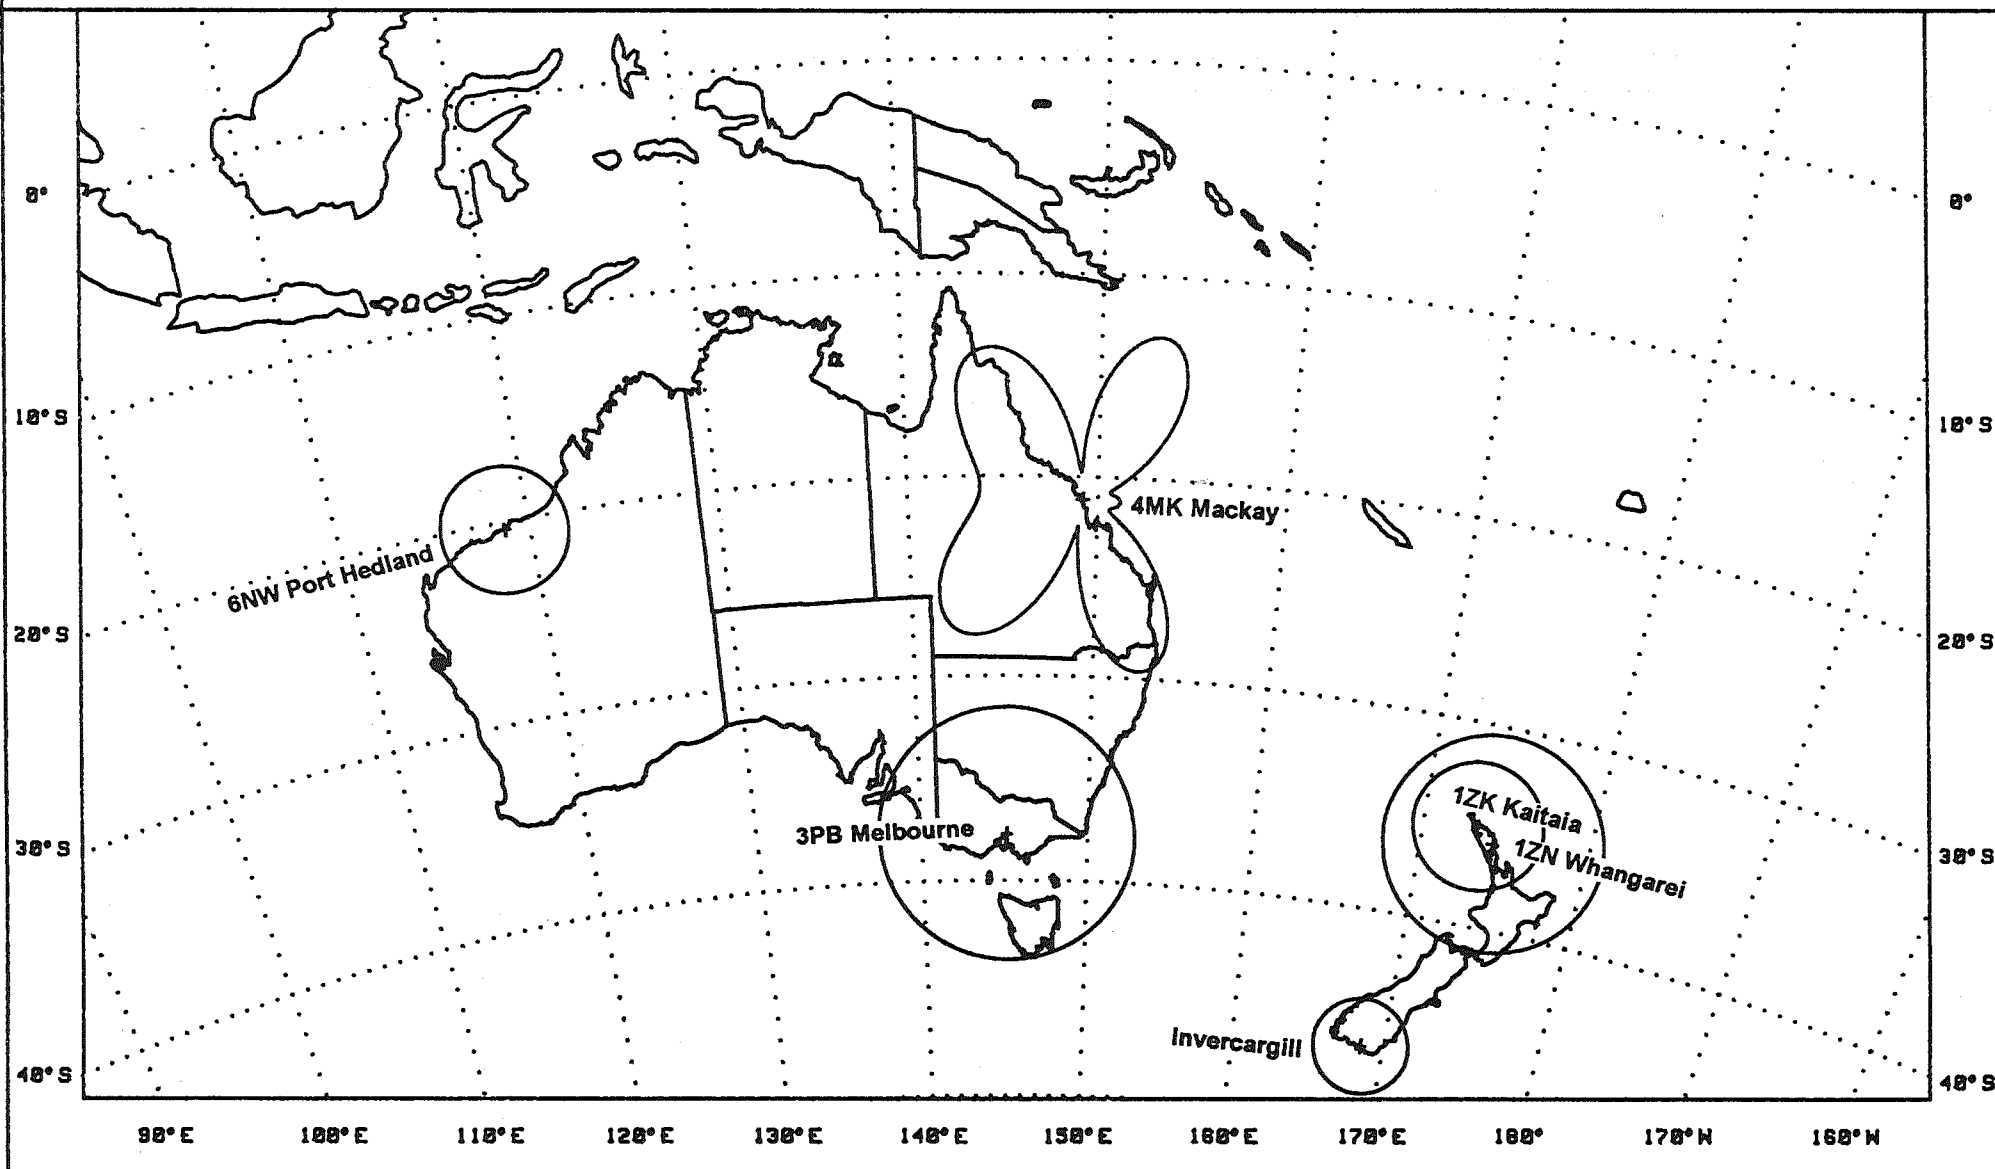 0°
0°
10°S
10°S
4MK Mackay
6NW Port Hedland
20°S
20°S
1ZK Kaitaia
3PB Melbourne
1ZN Whangarei
30°S
30°S
Invercargill
40°S
40°S
90°E 100°E 110°E 120°E 130°E 140°E 150°E 160°E 170°E 180° 170°W 160°W